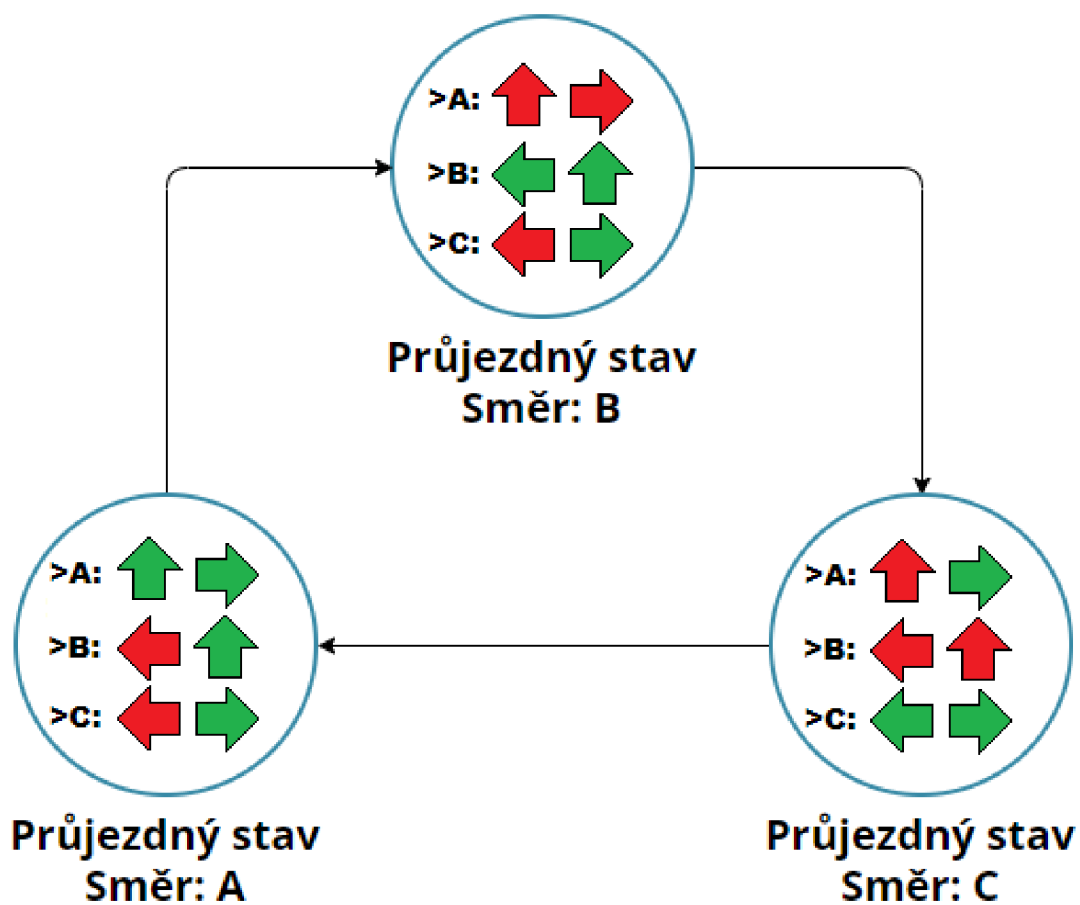 >A:
>B:
>C:
Průjezdný stav
Směr: B
>A:
>B:
>C:
Průjezdný stav
Směr: A
>A:
>B:
>C:
Průjezdný stav
Směr: C